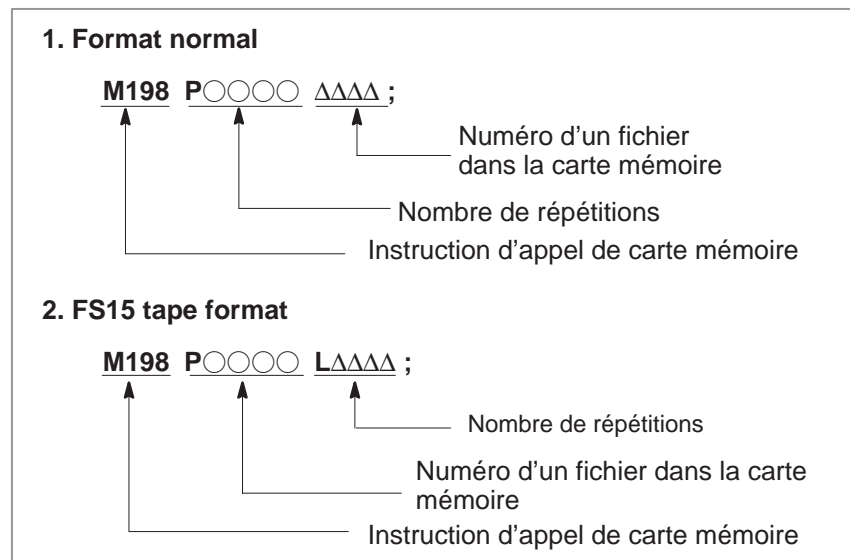 1. Format normal
M198 P○○○○ ∆∆∆∆ ;
Numéro d’un fichier
dans la carte mémoire
Nombre de répétitions
Instruction d’appel de carte mémoire
2. FS15 tape format
M198 P○○○○ L∆∆∆∆ ;
Nombre de répétitions
Numéro d’un fichier dans la carte
mémoire
Instruction d’appel de carte mémoire